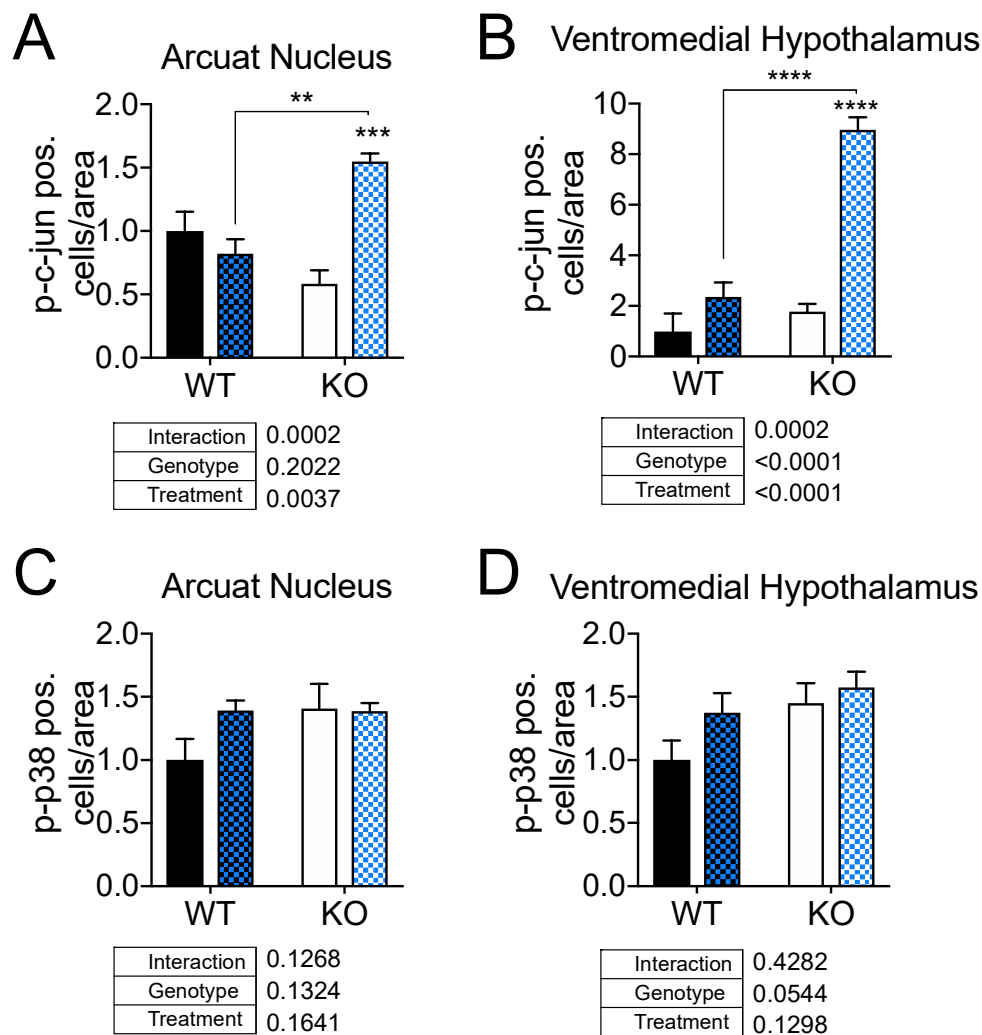 A
Arcuat Nucleus
p-c-jun pos.
cells/area
2.0
1.5
1.0
0.5
0.0
**
***
WT
KO
Interaction 0.0002
Genotype 0.2022
Treatment 0.0037
B
Ventromedial Hypothalamus
p-c-jun pos.
cells/area
10
8
6
4
2
0
****
****
WT
KO
Interaction 0.0002
Genotype <0.0001
Treatment <0.0001
C
Arcuat Nucleus
p-p38 pos.
cells/area
2.0
1.5
1.0
0.5
0.0
WT
KO
Interaction 0.1268
Genotype 0.1324
Treatment 0.1641
D
Ventromedial Hypothalamus
p-p38 pos.
cells/area
2.0
1.5
1.0
0.5
0.0
WT
KO
Interaction 0.4282
Genotype 0.0544
Treatment 0.1298